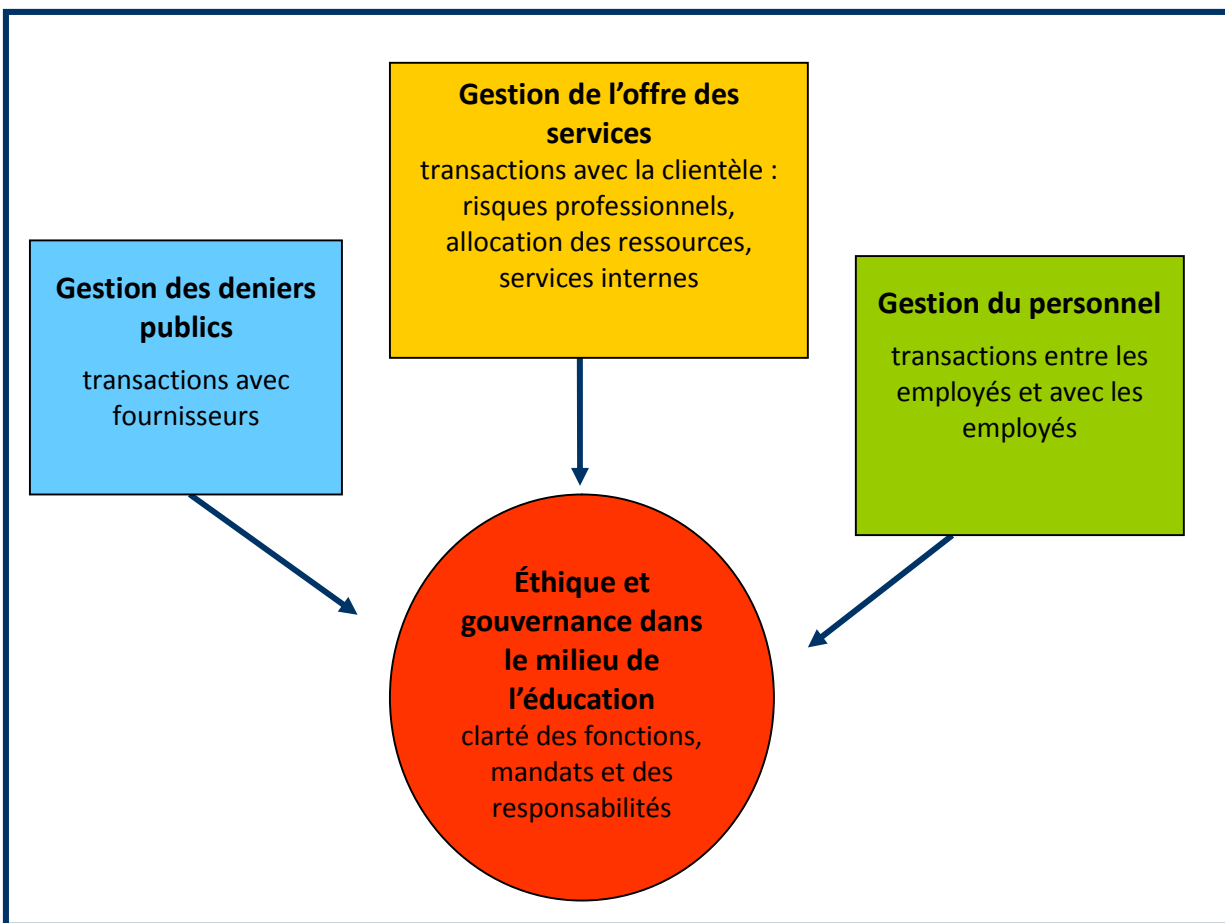 Gestion de l'offre des
services
transactions avec la clientèle :
risques professionnels,
allocation des ressources,
services internes
Gestion des deniers
publics
transactions avec
fournisseurs
Gestion du personnel
transactions entre les
employés et avec les
employés
Éthique et
gouvernance dans
le milieu de
l'éducation
clarté des fonctions,
mandats et des
responsabilités